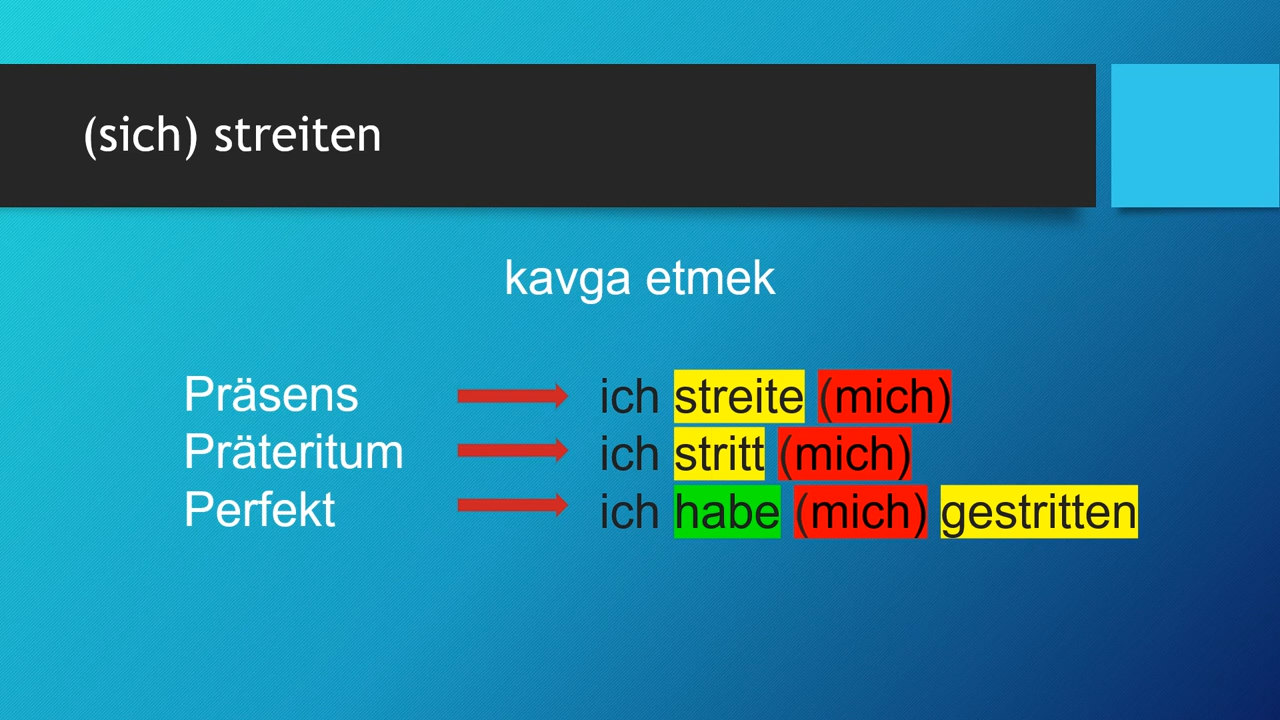 (sich) streiten
kavga etmek
Präsens ich streite (mich)
Präteritum ich stritt (mich)
Perfekt ich habe (mich) gestritten